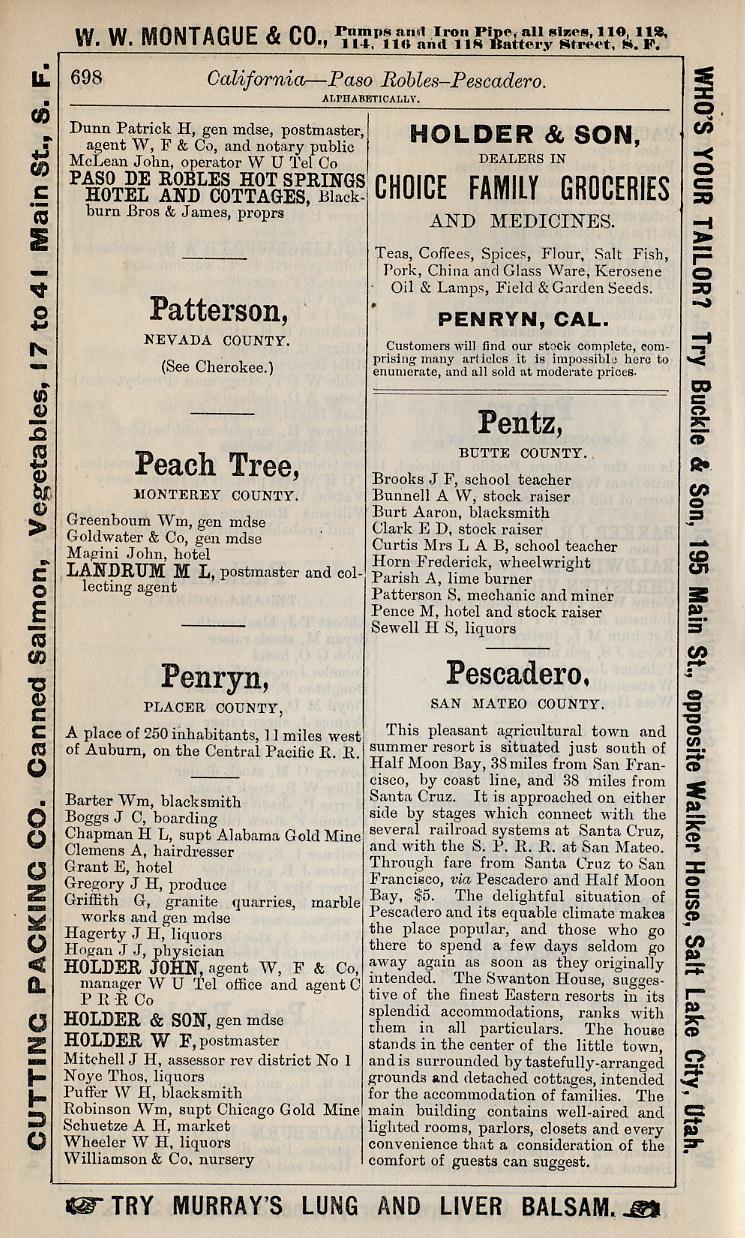 W. W. MONTAGUE & CO., Pumps and Iron Pipe, all sizes, 110, 112,
114, 116 and 118 Battery Street, S. F.
698
California—Paso Robles–Pescadero.
ALPHABETICALLY.
Dunn Patrick H, gen mdse, postmaster,
agent W, F & Co, and notary public
McLean John, operator W U Tel Co
PASO DE ROBLES HOT SPRINGS
HOTEL AND COTTAGES, Black-
burn Bros & James, proprs
Patterson,
NEVADA COUNTY.
(See Cherokee.)
Peach Tree,
MONTEREY COUNTY.
Greenboum Wm, gen mdse
Goldwater & Co, gen mdse
Magini John, hotel
LANDRUM M L, postmaster and col-
lecting agent
Penryn,
PLACER COUNTY,
A place of 250 inhabitants, 11 miles west
of Auburn, on the Central Pacific R. R.
Barter Wm, blacksmith
Boggs J C, boarding
Chapman H L, supt Alabama Gold Mine
Clemens A, hairdresser
Grant E, hotel
Gregory J H, produce
Griffith G, granite quarries, marble
works and gen mdse
Hagerty J H, liquors
Hogan J J, physician
HOLDER JOHN, agent W, F & Co,
manager W U Tel office and agent C
P R R Co
HOLDER & SON, gen mdse
HOLDER W F, postmaster
Mitchell J H, assessor rev district No 1
Noye Thos, liquors
Puffer W H, blacksmith
Robinson Wm, supt Chicago Gold Mine
Schuetze A H, market
Wheeler W H, liquors
Williamson & Co, nursery
HOLDER & SON,
DEALERS IN
CHOICE FAMILY GROCERIES
AND MEDICINES.
Teas, Coffees, Spices, Flour, Salt Fish,
Pork, China and Glass Ware, Kerosene
Oil & Lamps, Field & Garden Seeds.
PENRYN, CAL.
Customers will find our stock complete, com-
prising many articles it is impossible here to
enumerate, and all sold at moderate prices.
Pentz,
BUTTE COUNTY.
Brooks J F, school teacher
Bunnell A W, stock raiser
Burt Aaron, blacksmith
Clark E D, stock raiser
Curtis Mrs L A B, school teacher
Horn Frederick, wheelwright
Parish A, lime burner
Patterson S, mechanic and miner
Pence M, hotel and stock raiser
Sewell H S, liquors
Pescadero,
SAN MATEO COUNTY.
This pleasant agricultural town and
summer resort is situated just south of
Half Moon Bay, 38 miles from San Fran-
cisco, by coast line, and 38 miles from
Santa Cruz. It is approached on either
side by stages which connect with the
several railroad systems at Santa Cruz,
and with the S. P. R. R. at San Mateo.
Through fare from Santa Cruz to San
Francisco, via Pescadero and Half Moon
Bay, $5. The delightful situation of
Pescadero and its equable climate makes
the place popular, and those who go
there to spend a few days seldom go
away again as soon as they originally
intended. The Swanton House, sugges-
tive of the finest Eastern resorts in its
splendid accommodations, ranks with
them in all particulars. The house
stands in the center of the little town,
and is surrounded by tastefully-arranged
grounds and detached cottages, intended
for the accommodation of families. The
main building contains well-aired and
lighted rooms, parlors, closets and every
convenience that a consideration of the
comfort of guests can suggest.
CUTTING PACKING CO. Canned Salmon, Vegetables, 17 to 41 Main St., S. F.
WHO'S YOUR TAILOR? Try Buckle & Son, 195 Main St., opposite Walker House, Salt Lake City, Utah.
TRY MURRAY'S LUNG AND LIVER BALSAM.